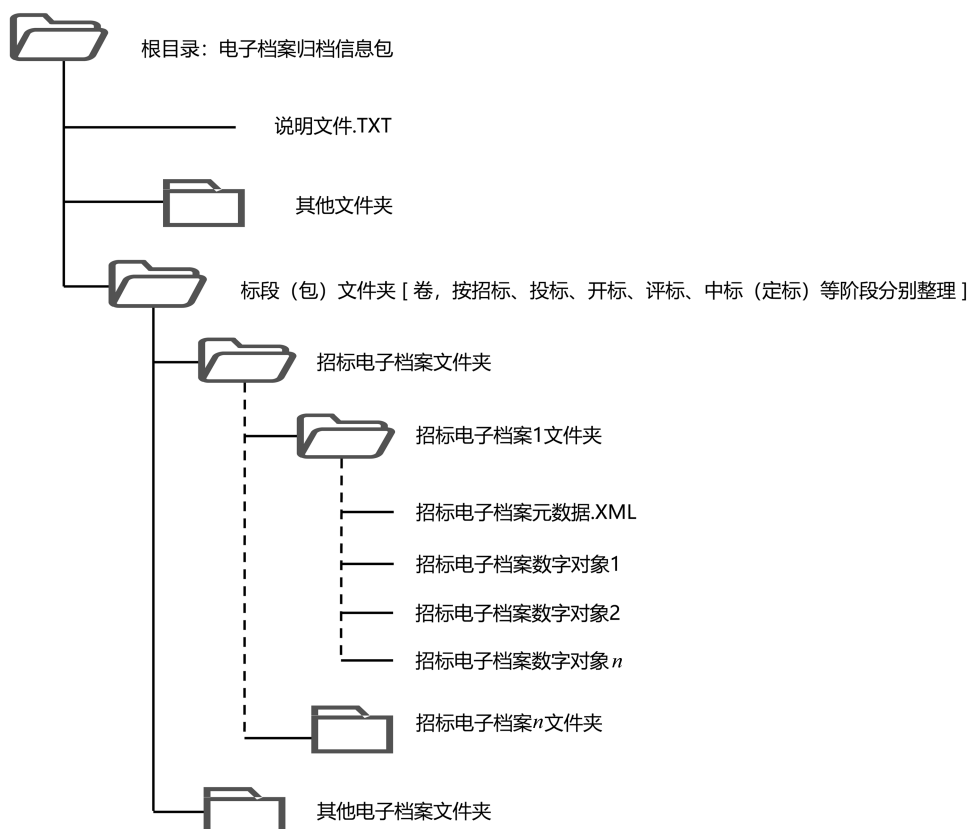 根目录：电子档案归档信息包
说明文件.TXT
其他文件夹
标段（包）文件夹 [ 卷，按招标、投标、开标、评标、中标（定标）等阶段分别整理 ]
招标电子档案文件夹
招标电子档案1文件夹
招标电子档案元数据.XML
招标电子档案数字对象1
招标电子档案数字对象2
招标电子档案数字对象n
招标电子档案n文件夹
其他电子档案文件夹